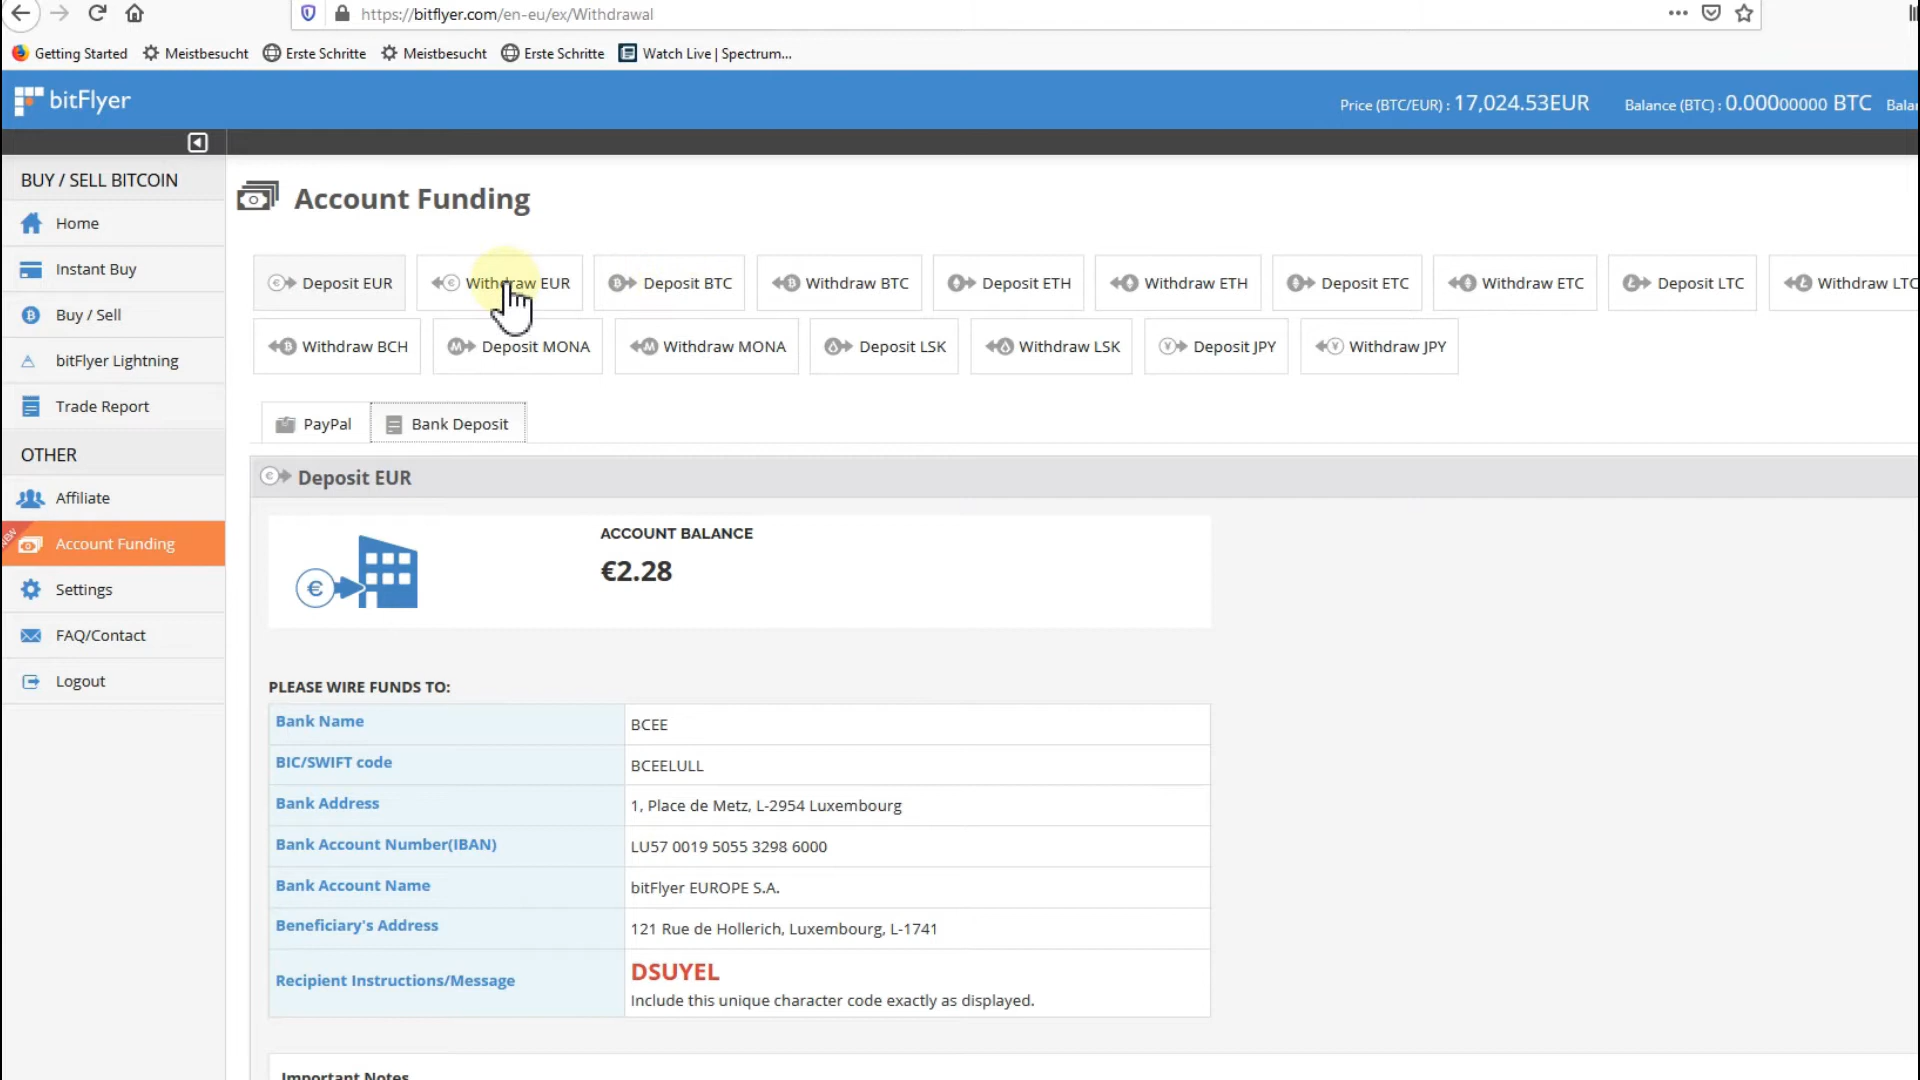 https://bitflyer.com/en-eu/ex/Withdrawal
Getting Started Meistbesucht Erste Schritte Meistbesucht Erste Schritte Watch Live | Spectrum...
bitFlyer Price (BTC/EUR) : 17,024.53EUR Balance (BTC) : 0.00000000 BTC Balan
BUY / SELL BITCOIN
Home
Instant Buy
Buy / Sell
bitFlyer Lightning
Trade Report
OTHER
Affiliate
NEW Account Funding
Settings
FAQ/Contact
Logout
Account Funding
Deposit EUR Withdraw EUR Deposit BTC Withdraw BTC Deposit ETH Withdraw ETH Deposit ETC Withdraw ETC Deposit LTC Withdraw LTC
Withdraw BCH Deposit MONA Withdraw MONA Deposit LSK Withdraw LSK Deposit JPY Withdraw JPY
PayPal Bank Deposit
Deposit EUR
ACCOUNT BALANCE
€2.28
PLEASE WIRE FUNDS TO:
Bank Name BCEE
BIC/SWIFT code BCEELULL
Bank Address 1, Place de Metz, L-2954 Luxembourg
Bank Account Number(IBAN) LU57 0019 5055 3298 6000
Bank Account Name bitFlyer EUROPE S.A.
Beneficiary's Address 121 Rue de Hollerich, Luxembourg, L-1741
Recipient Instructions/Message DSUYEL
Include this unique character code exactly as displayed.
Important Notes